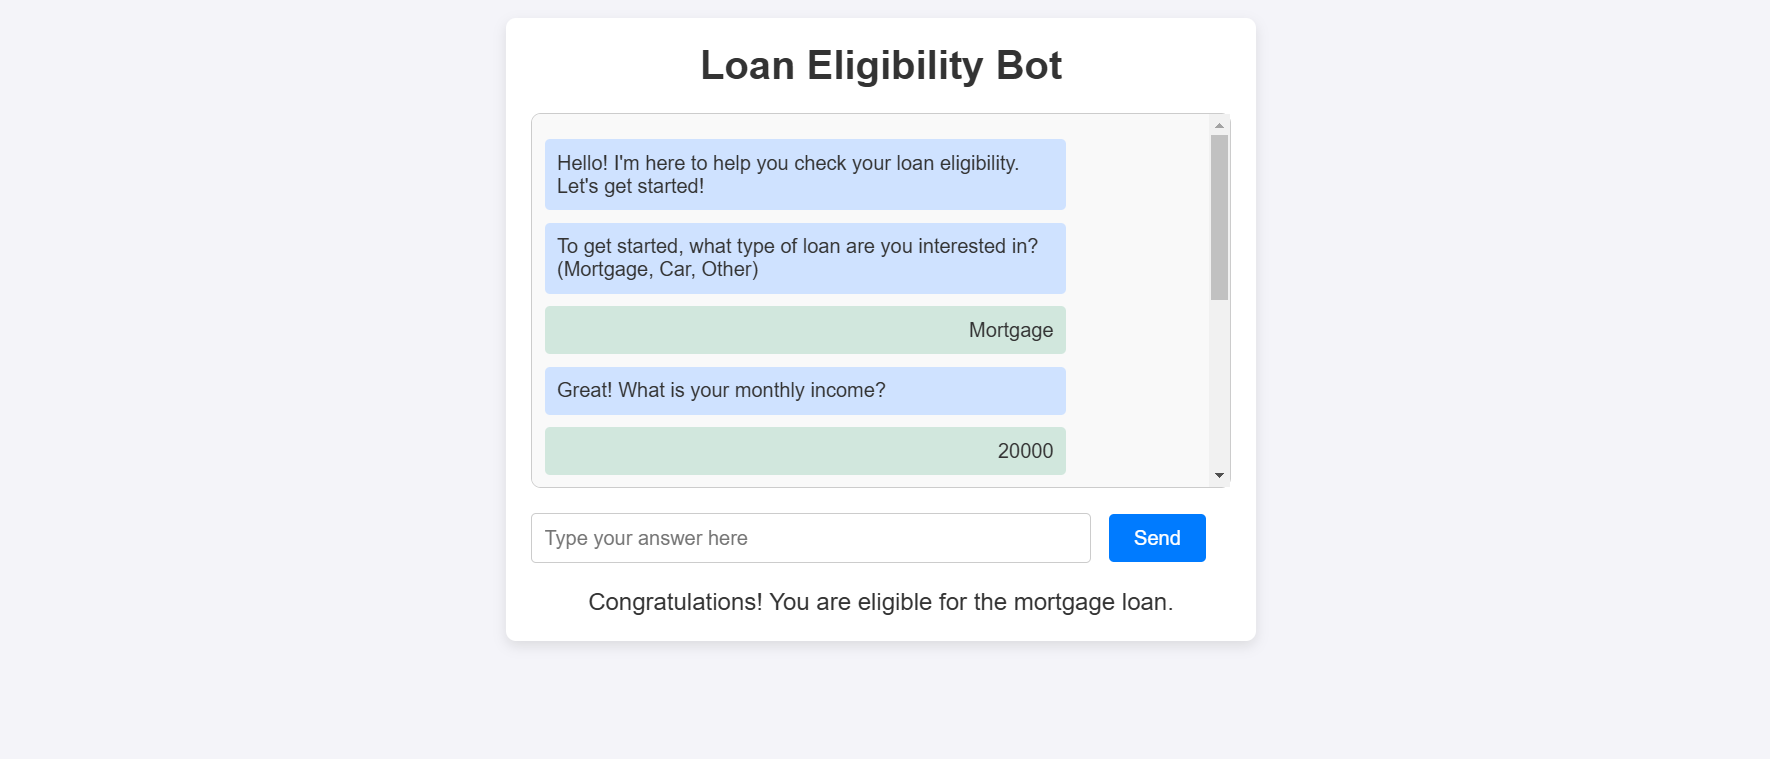 Loan Eligibility Bot
Hello! I'm here to help you check your loan eligibility.
Let's get started!
To get started, what type of loan are you interested in?
(Mortgage, Car, Other)
Mortgage
Great! What is your monthly income?
20000
Type your answer here
Send
Congratulations! You are eligible for the mortgage loan.